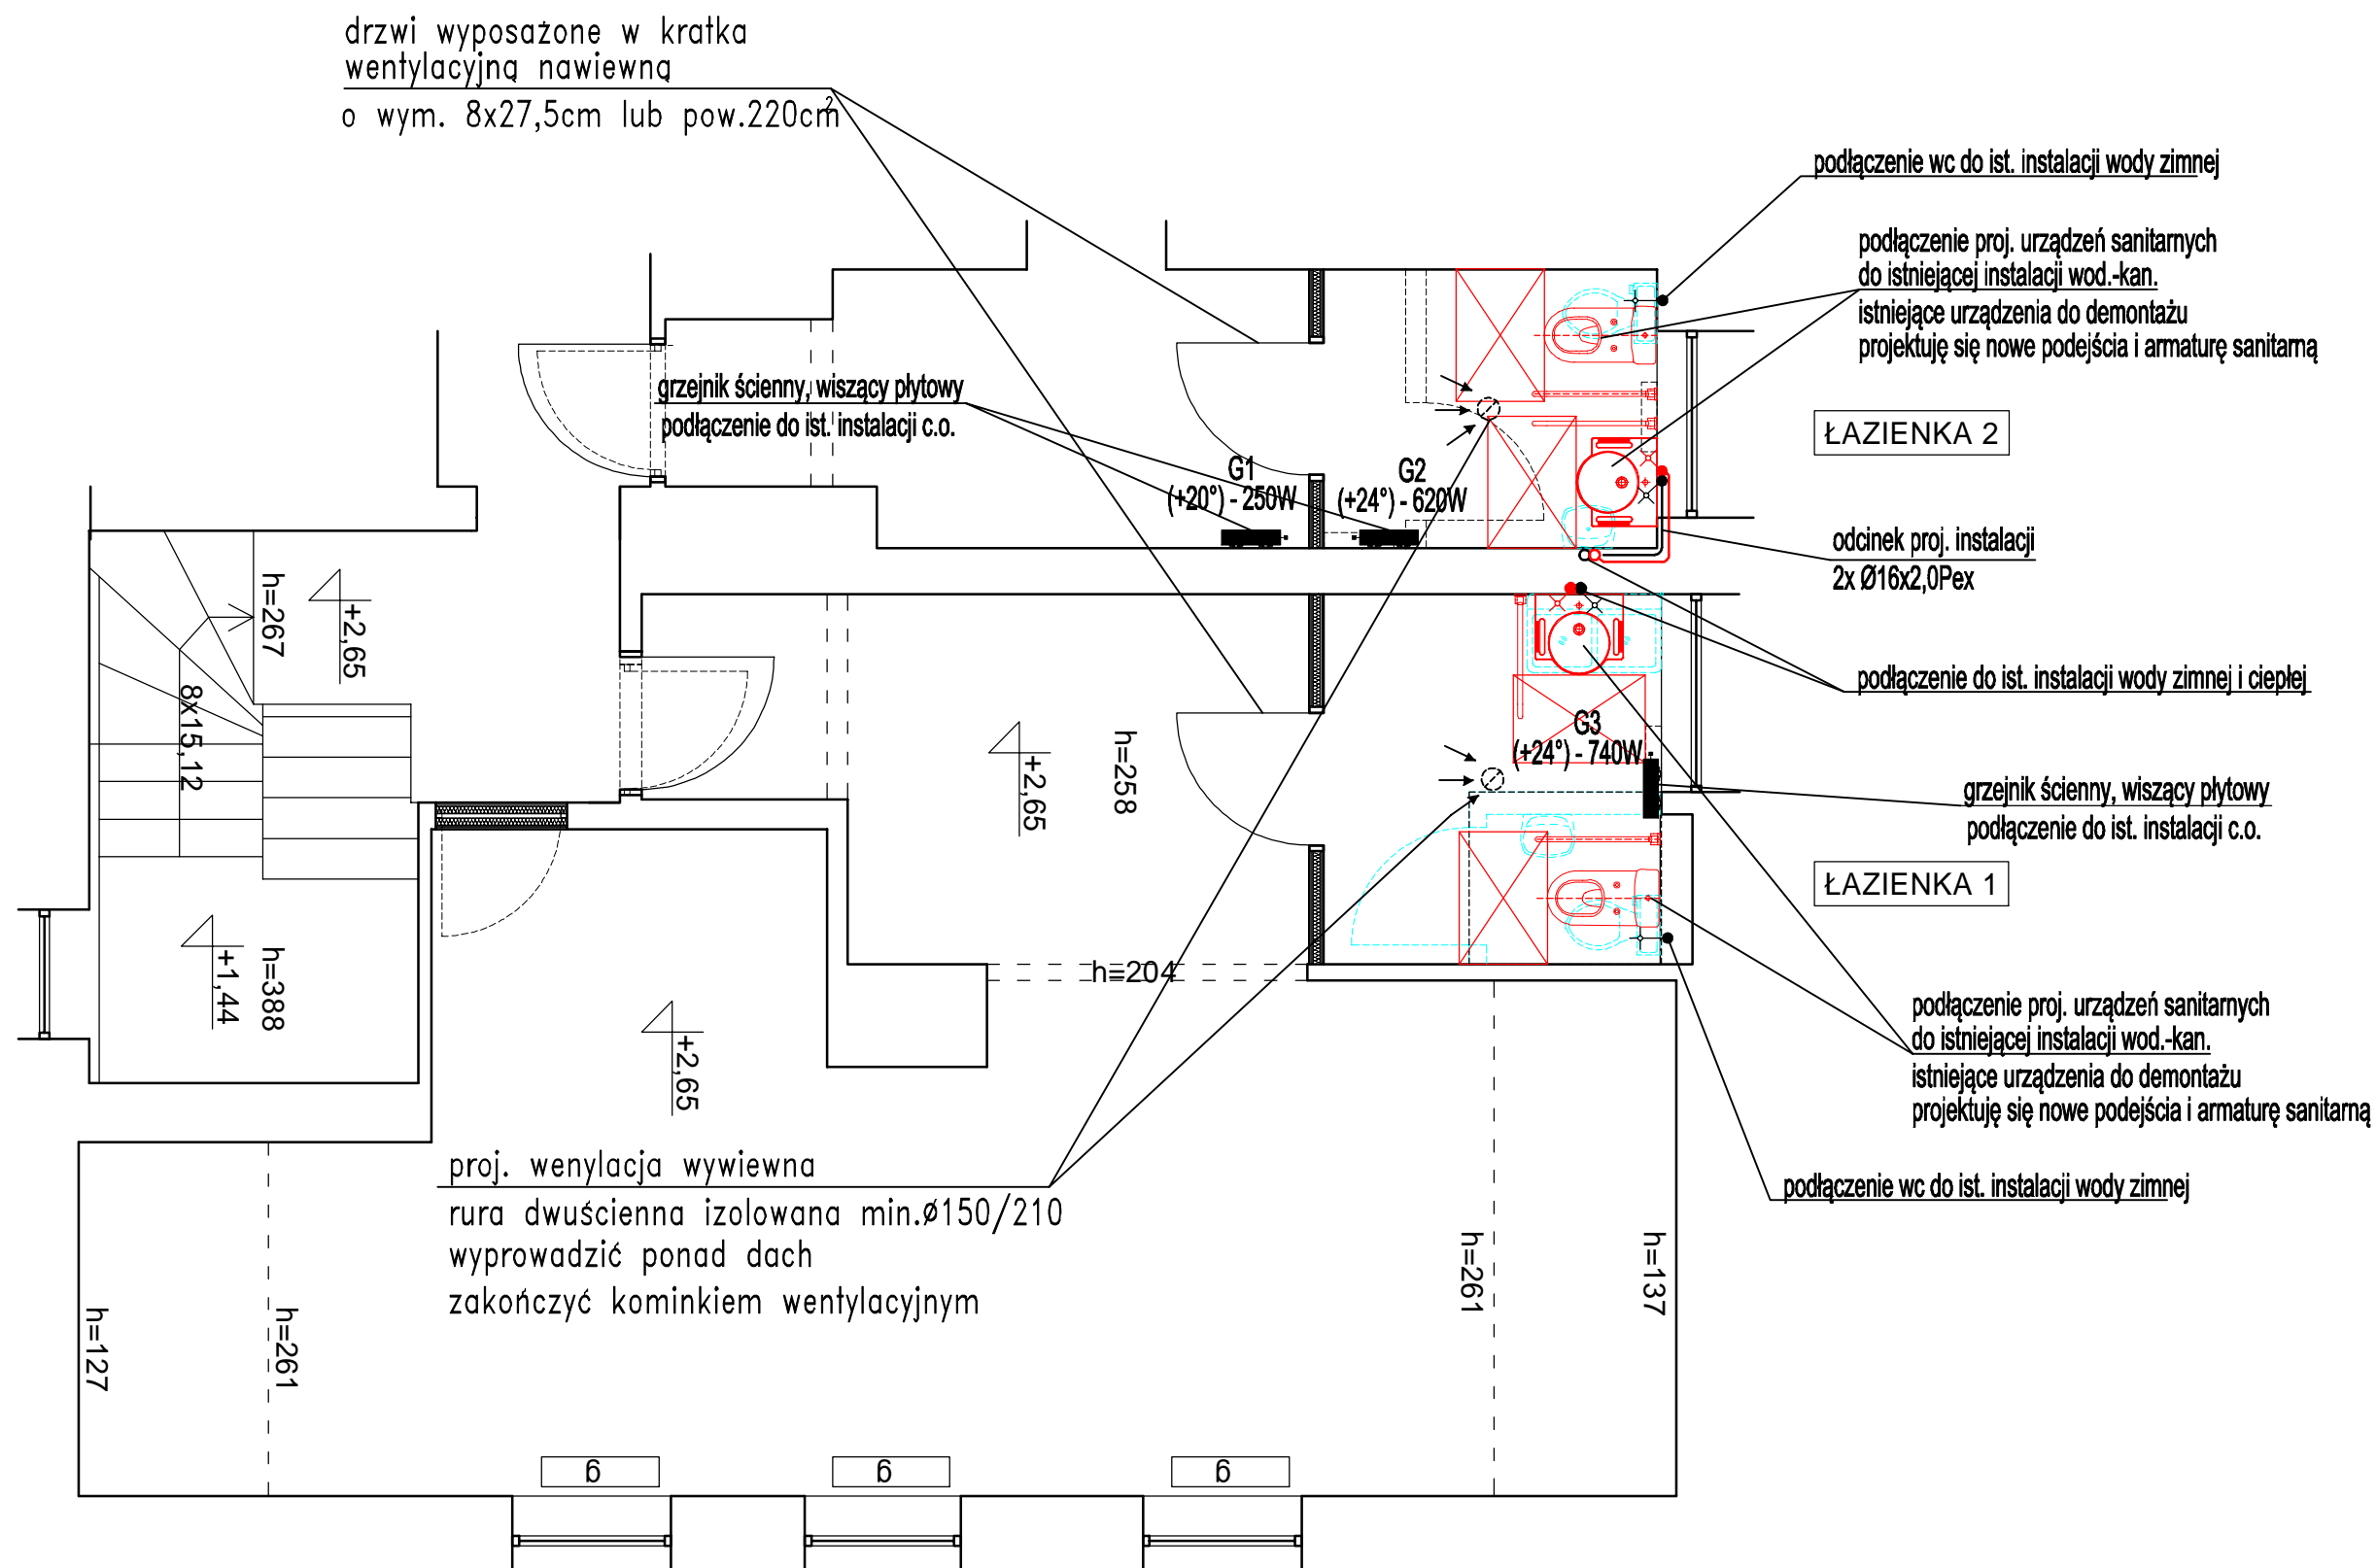 drzwi wyposażone w kratka
wentylacyjną nawiewną
o wym. 8x27,5cm lub pow.220cm²
podłączenie wc do ist. instalacji wody zimnej
podłączenie proj. urządzeń sanitarnych
do istniejącej instalacji wod.-kan.
istniejące urządzenia do demontażu
projektuję się nowe podejścia i armaturę sanitarną
grzejnik ścienny, wiszący płytowy
podłączenie do ist. instalacji c.o.
ŁAZIENKA 2
G1
(+20°) - 250W
G2
(+24°) - 620W
odcinek proj. instalacji
2x Ø16x2,0Pex
h=267
+2,65
8x15,12
podłączenie do ist. instalacji wody zimnej i ciepłej
G3
(+24°) - 740W
+2,65
h=258
grzejnik ścienny, wiszący płytowy
podłączenie do ist. instalacji c.o.
ŁAZIENKA 1
+1,44
h=388
h=204
+2,65
podłączenie proj. urządzeń sanitarnych
do istniejącej instalacji wod.-kan.
istniejące urządzenia do demontażu
projektuję się nowe podejścia i armaturę sanitarną
proj. wenylacja wywiewna
rura dwuścienna izolowana min.ø150/210
wyprowadzić ponad dach
zakończyć kominkiem wentylacyjnym
podłączenie wc do ist. instalacji wody zimnej
h=127
h=261
h=261
h=137
g
g
g